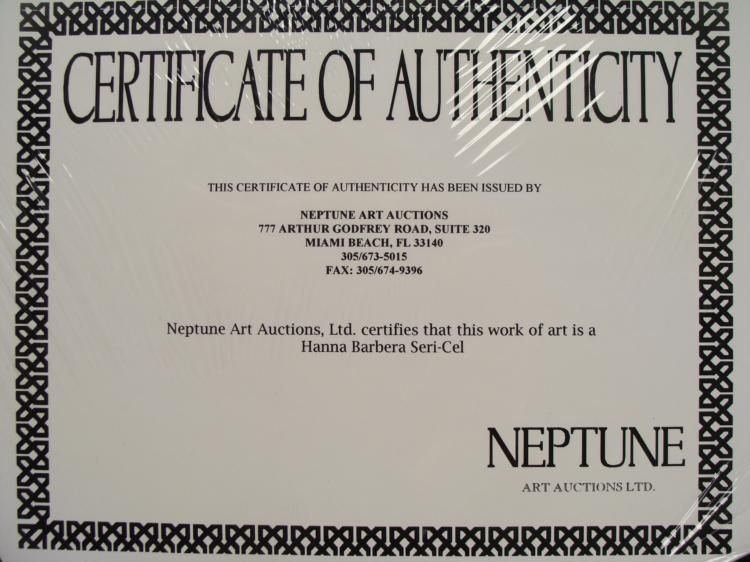 CERTIFICATE OF AUTHENTICITY
THIS CERTIFICATE OF AUTHENTICITY HAS BEEN ISSUED BY
NEPTUNE ART AUCTIONS
777 ARTHUR GODFREY ROAD, SUITE 320
MIAMI BEACH, FL 33140
305/673-5015
FAX: 305/674-9396
Neptune Art Auctions, Ltd. certifies that this work of art is a
Hanna Barbera Seri-Cel
NEPTUNE
ART AUCTIONS LTD.